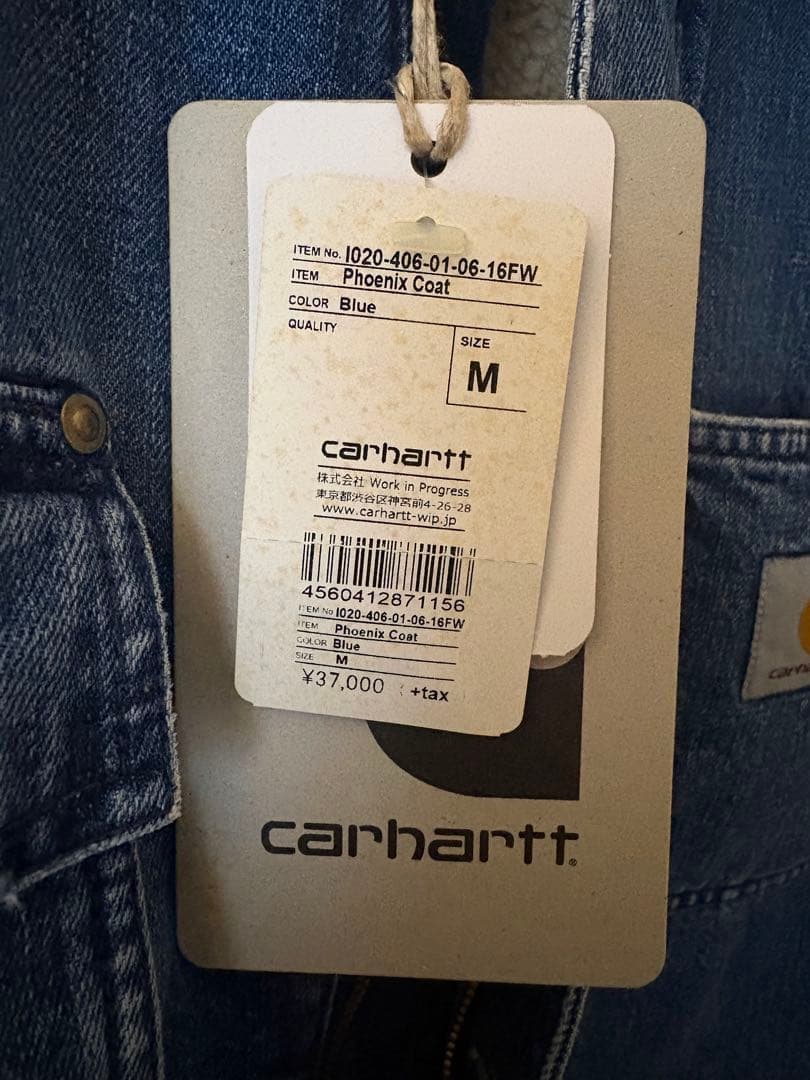 ITEM No. I020-406-01-06-16FW
ITEM Phoenix Coat
COLOR Blue
QUALITY
SIZE
M
carhartt
株式会社 Work in Progress
東京都渋谷区神宮前4-26-28
www.carhartt-wip.jp
4560412871156
ITEM No I020-406-01-06-16FW
ITEM Phoenix Coat
COLOR Blue
SIZE M
¥37,000 +tax
carhartt®
carha